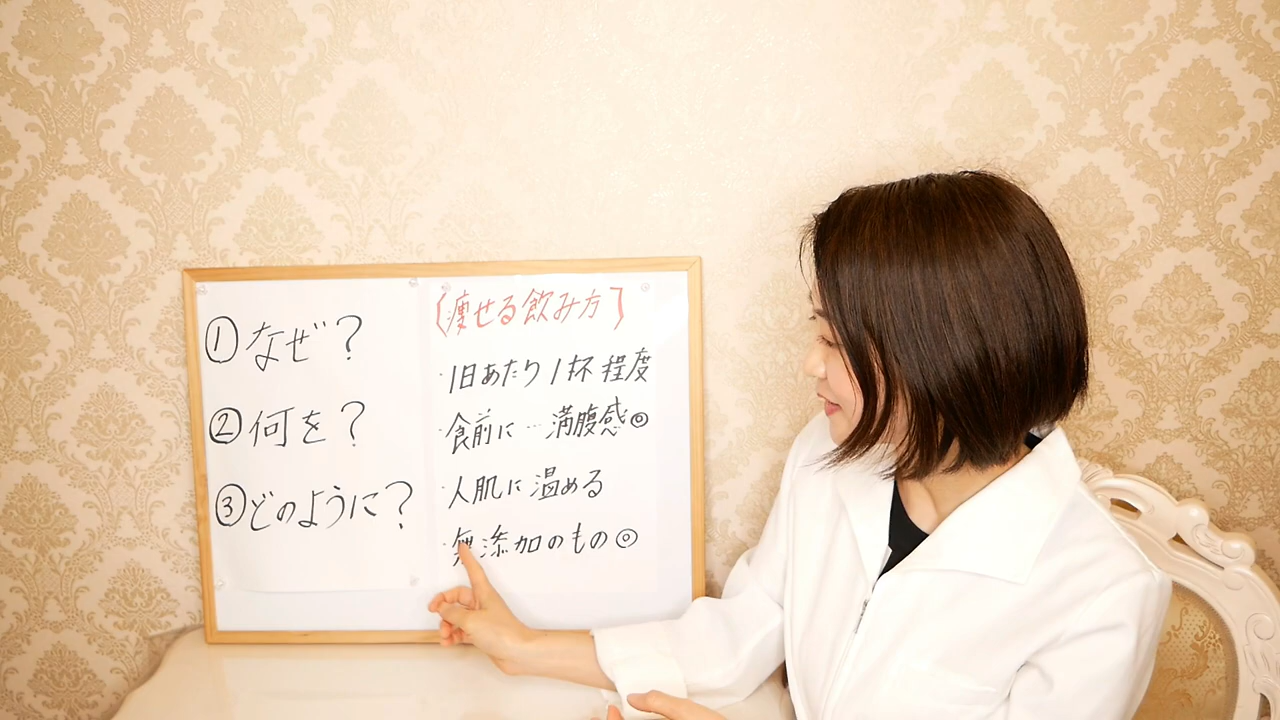 ①なぜ?
②何を?
③どのように?
【痩せる飲み方】
・1日あたり1杯程度
・食前に…満腹感◎
・人肌に温める
・無添加のもの◎